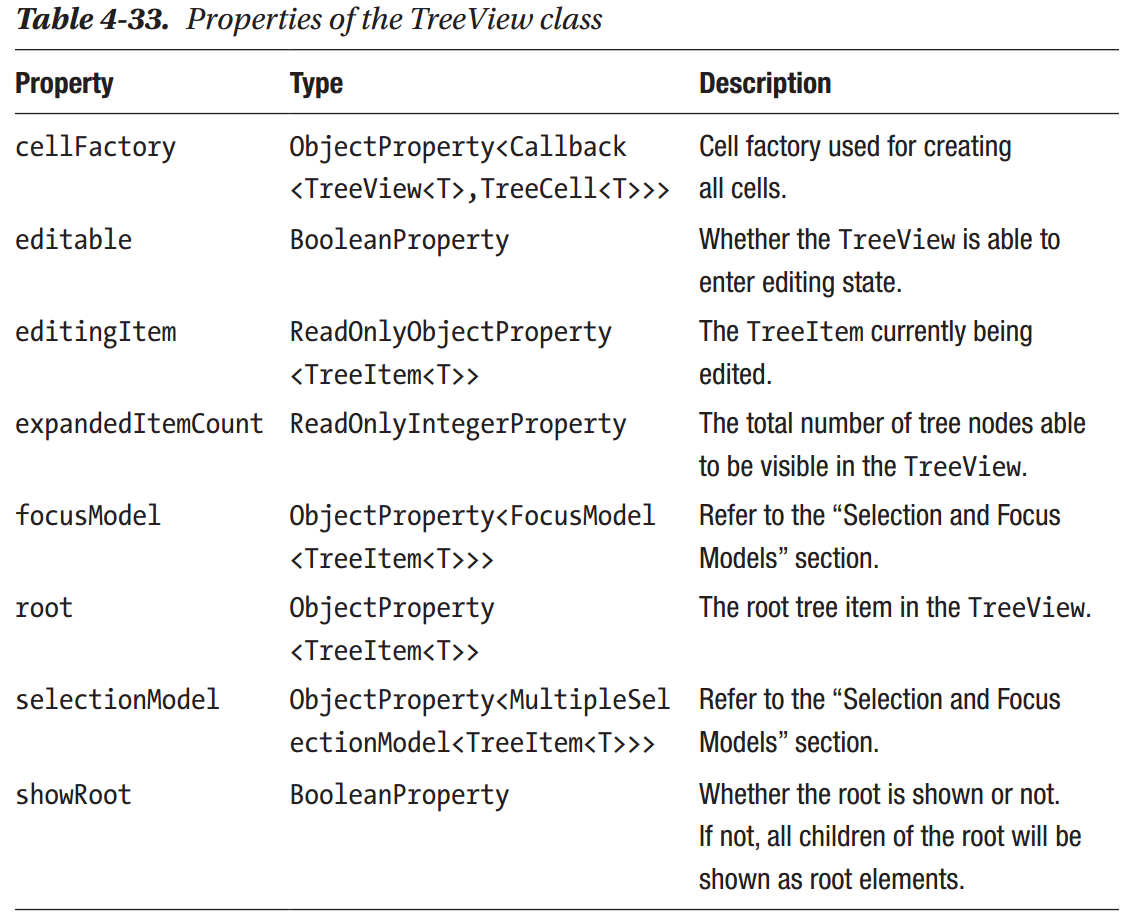 Table 4-33. Properties of the TreeView class
Property Type Description
cellFactory ObjectProperty<Callback Cell factory used for creating
<TreeView<T>,TreeCell<T>>> all cells.
editable BooleanProperty Whether the TreeView is able to
enter editing state.
editingItem ReadOnlyObjectProperty The TreeItem currently being
<TreeItem<T>> edited.
expandedItemCount ReadOnlyIntegerProperty The total number of tree nodes able
to be visible in the TreeView.
focusModel ObjectProperty<FocusModel Refer to the “Selection and Focus
<TreeItem<T>>> Models” section.
root ObjectProperty The root tree item in the TreeView.
<TreeItem<T>>
selectionModel ObjectProperty<MultipleSel Refer to the “Selection and Focus
ectionModel<TreeItem<T>>> Models” section.
showRoot BooleanProperty Whether the root is shown or not.
If not, all children of the root will be
shown as root elements.